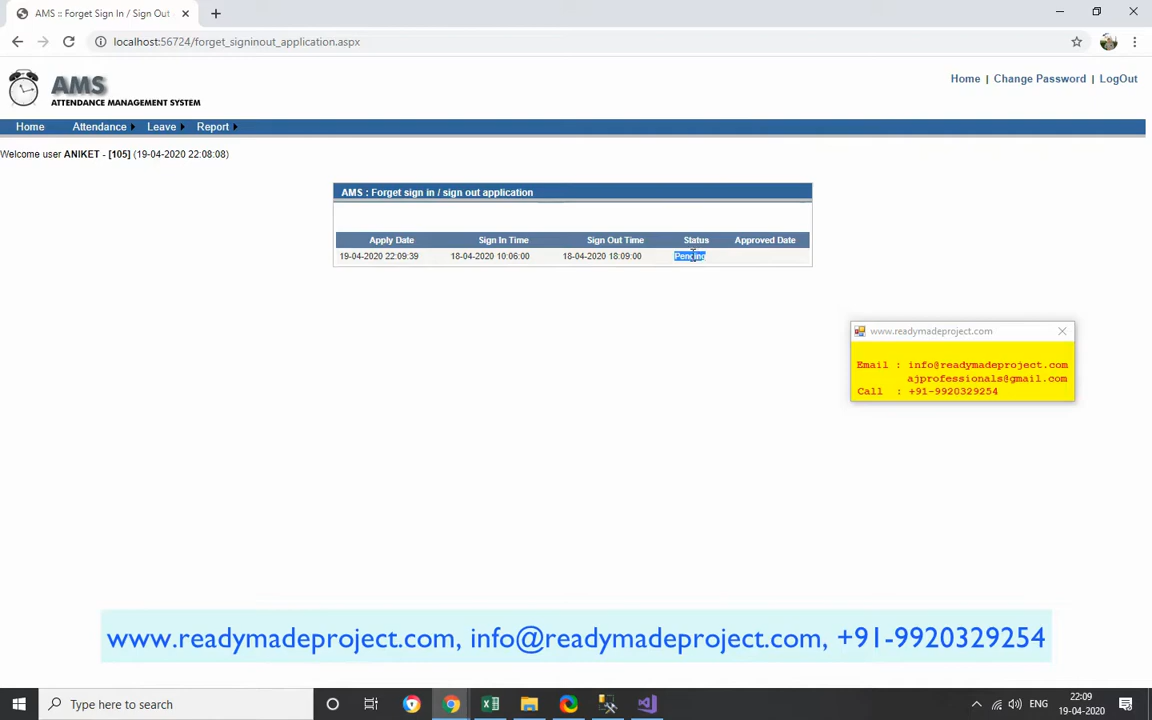 AMS :: Forget Sign In / Sign Out
localhost:56724/forget_signinout_application.aspx
AMS
ATTENDANCE MANAGEMENT SYSTEM
Home | Change Password | LogOut
Home Attendance Leave Report
Welcome user ANIKET - [105] (19-04-2020 22:08:08)
AMS : Forget sign in / sign out application
Apply Date Sign In Time Sign Out Time Status Approved Date
19-04-2020 22:09:39 18-04-2020 10:06:00 18-04-2020 18:09:00 Pending
www.readymadeproject.com
Email : info@readymadeproject.com
ajprofessionals@gmail.com
Call : +91-9920329254
www.readymadeproject.com, info@readymadeproject.com, +91-9920329254
Type here to search
ENG
22:09
19-04-2020